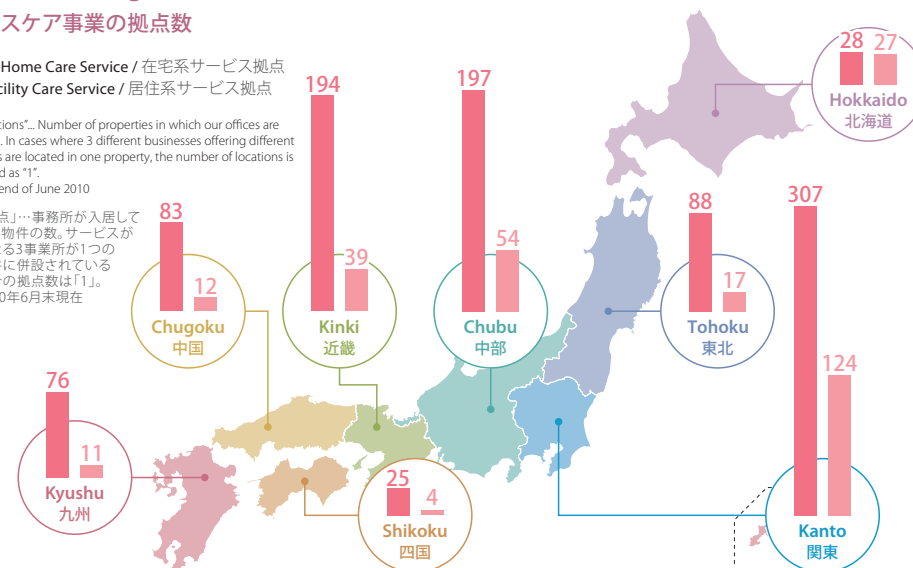 スケア事業の拠点数
Home Care Service / 在宅系サービス拠点
cility Care Service / 居住系サービス拠点
tions"... Number of properties in which our offices are
. In cases where 3 different businesses offering different
s are located in one property, the number of locations is
d as "1".
end of June 2010
点」…事務所が入居して
物件の数。サービスが
る3事業所が1つの
に併設されている
の拠点数は「1」。
0年6月末現在
83
12
Chugoku
中国
194
39
Kinki
近畿
197
54
Chubu
中部
28
27
Hokkaido
北海道
88
17
Tohoku
東北
307
124
Kanto
関東
76
11
Kyushu
九州
25
4
Shikoku
四国